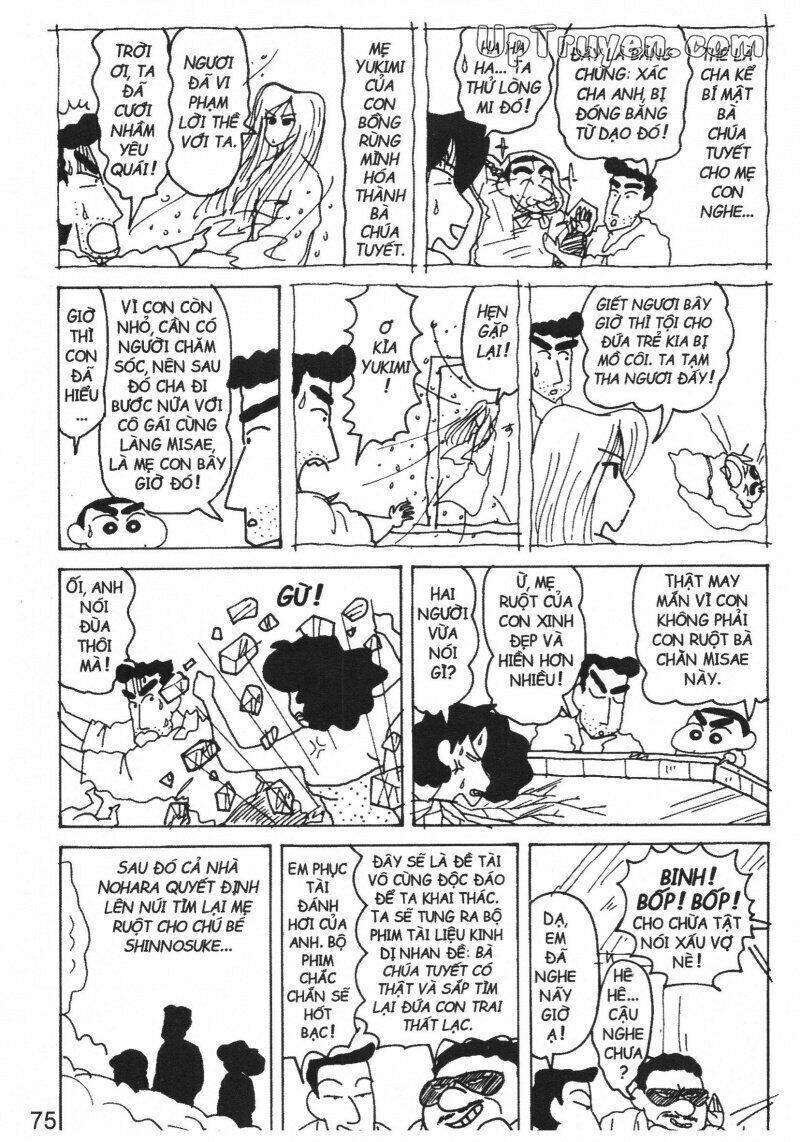 UpTruyen.com
THẾ LÀ
CHA KỂ
BÍ MẬT
BÀ
CHÚA
TUYẾT
CHO MẸ
CON
NGHE...
ĐÂY LÀ BẰNG
CHỨNG: XÁC
CHA ANH, BỊ
ĐÓNG BĂNG
TỪ DẠO ĐÓ!
HA HA
HA... TA
THỬ LÒNG
MI ĐÓ!
MẸ
YUKIMI
CỦA
CON
BỖNG
RÙNG
MÌNH
HÓA
THÀNH
BÀ
CHÚA
TUYẾT.
NGƯƠI
ĐÃ VI
PHẠM
LỜI THỀ
VỚI TA.
TRỜI
ƠI, TA
ĐÃ
CƯỚI
NHẦM
YÊU
QUÁI!
GIẾT NGƯƠI BÂY
GIỜ THÌ TỘI CHO
ĐỨA TRẺ KIA BỊ
MỒ CÔI. TA TẠM
THA NGƯƠI ĐẤY!
HẸN
GẶP
LẠI!
Ơ
KÌA
YUKIMI
!
VÌ CON CÒN
NHỎ, CẦN CÓ
NGƯỜI CHĂM
SÓC, NÊN SAU
ĐÓ CHA ĐI
BƯỚC NỮA VỚI
CÔ GÁI CÙNG
LÀNG MISAE,
LÀ MẸ CON BÂY
GIỜ ĐÓ!
GIỜ
THÌ
CON
ĐÃ
HIỂU
...
THẬT MAY
MẮN VÌ CON
KHÔNG PHẢI
CON RUỘT BÀ
CHẰN MISAE
NÀY.
Ừ, MẸ
RUỘT CỦA
CON XINH
ĐẸP VÀ
HIỀN HƠN
NHIỀU!
HAI
NGƯỜI
VỪA
NÓI
GÌ?
GỪ!
ỐI, ANH
NÓI
ĐÙA
THÔI
MÀ!
BINH!
BỐP! BỐP!
CHO CHỪA TẬT
NÓI XẤU VỢ
NÈ!
HÊ
HÊ...
CẬU
NGHE
CHƯA
?
DẠ,
EM
ĐÃ
NGHE
NÃY
GIỜ
Ạ!
ĐÂY SẼ LÀ ĐỀ TÀI
VÔ CÙNG ĐỘC ĐÁO
ĐỂ TA KHAI THÁC.
TA SẼ TUNG RA BỘ
PHIM TÀI LIỆU KINH
DỊ NHAN ĐỀ: BÀ
CHÚA TUYẾT CÓ
THẬT VÀ SẮP TÌM
LẠI ĐỨA CON TRAI
THẤT LẠC.
EM PHỤC
TÀI
ĐÁNH
HƠI CỦA
ANH. BỘ
PHIM
CHẮC
CHẮN SẼ
HỐT
BẠC!
SAU ĐÓ CẢ NHÀ
NOHARA QUYẾT ĐỊNH
LÊN NÚI TÌM LẠI MẸ
RUỘT CHO CHÚ BÉ
SHINNOSUKE...
75